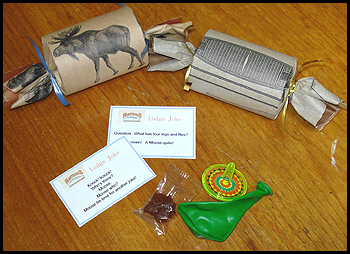 Lodge Joke
Question: What has four legs and flies?
Answer: A Moose-quito!
Lodge Joke
Knock! Knock!
Who's there?
Moose.
Moose who?
Moose be time for another joke!